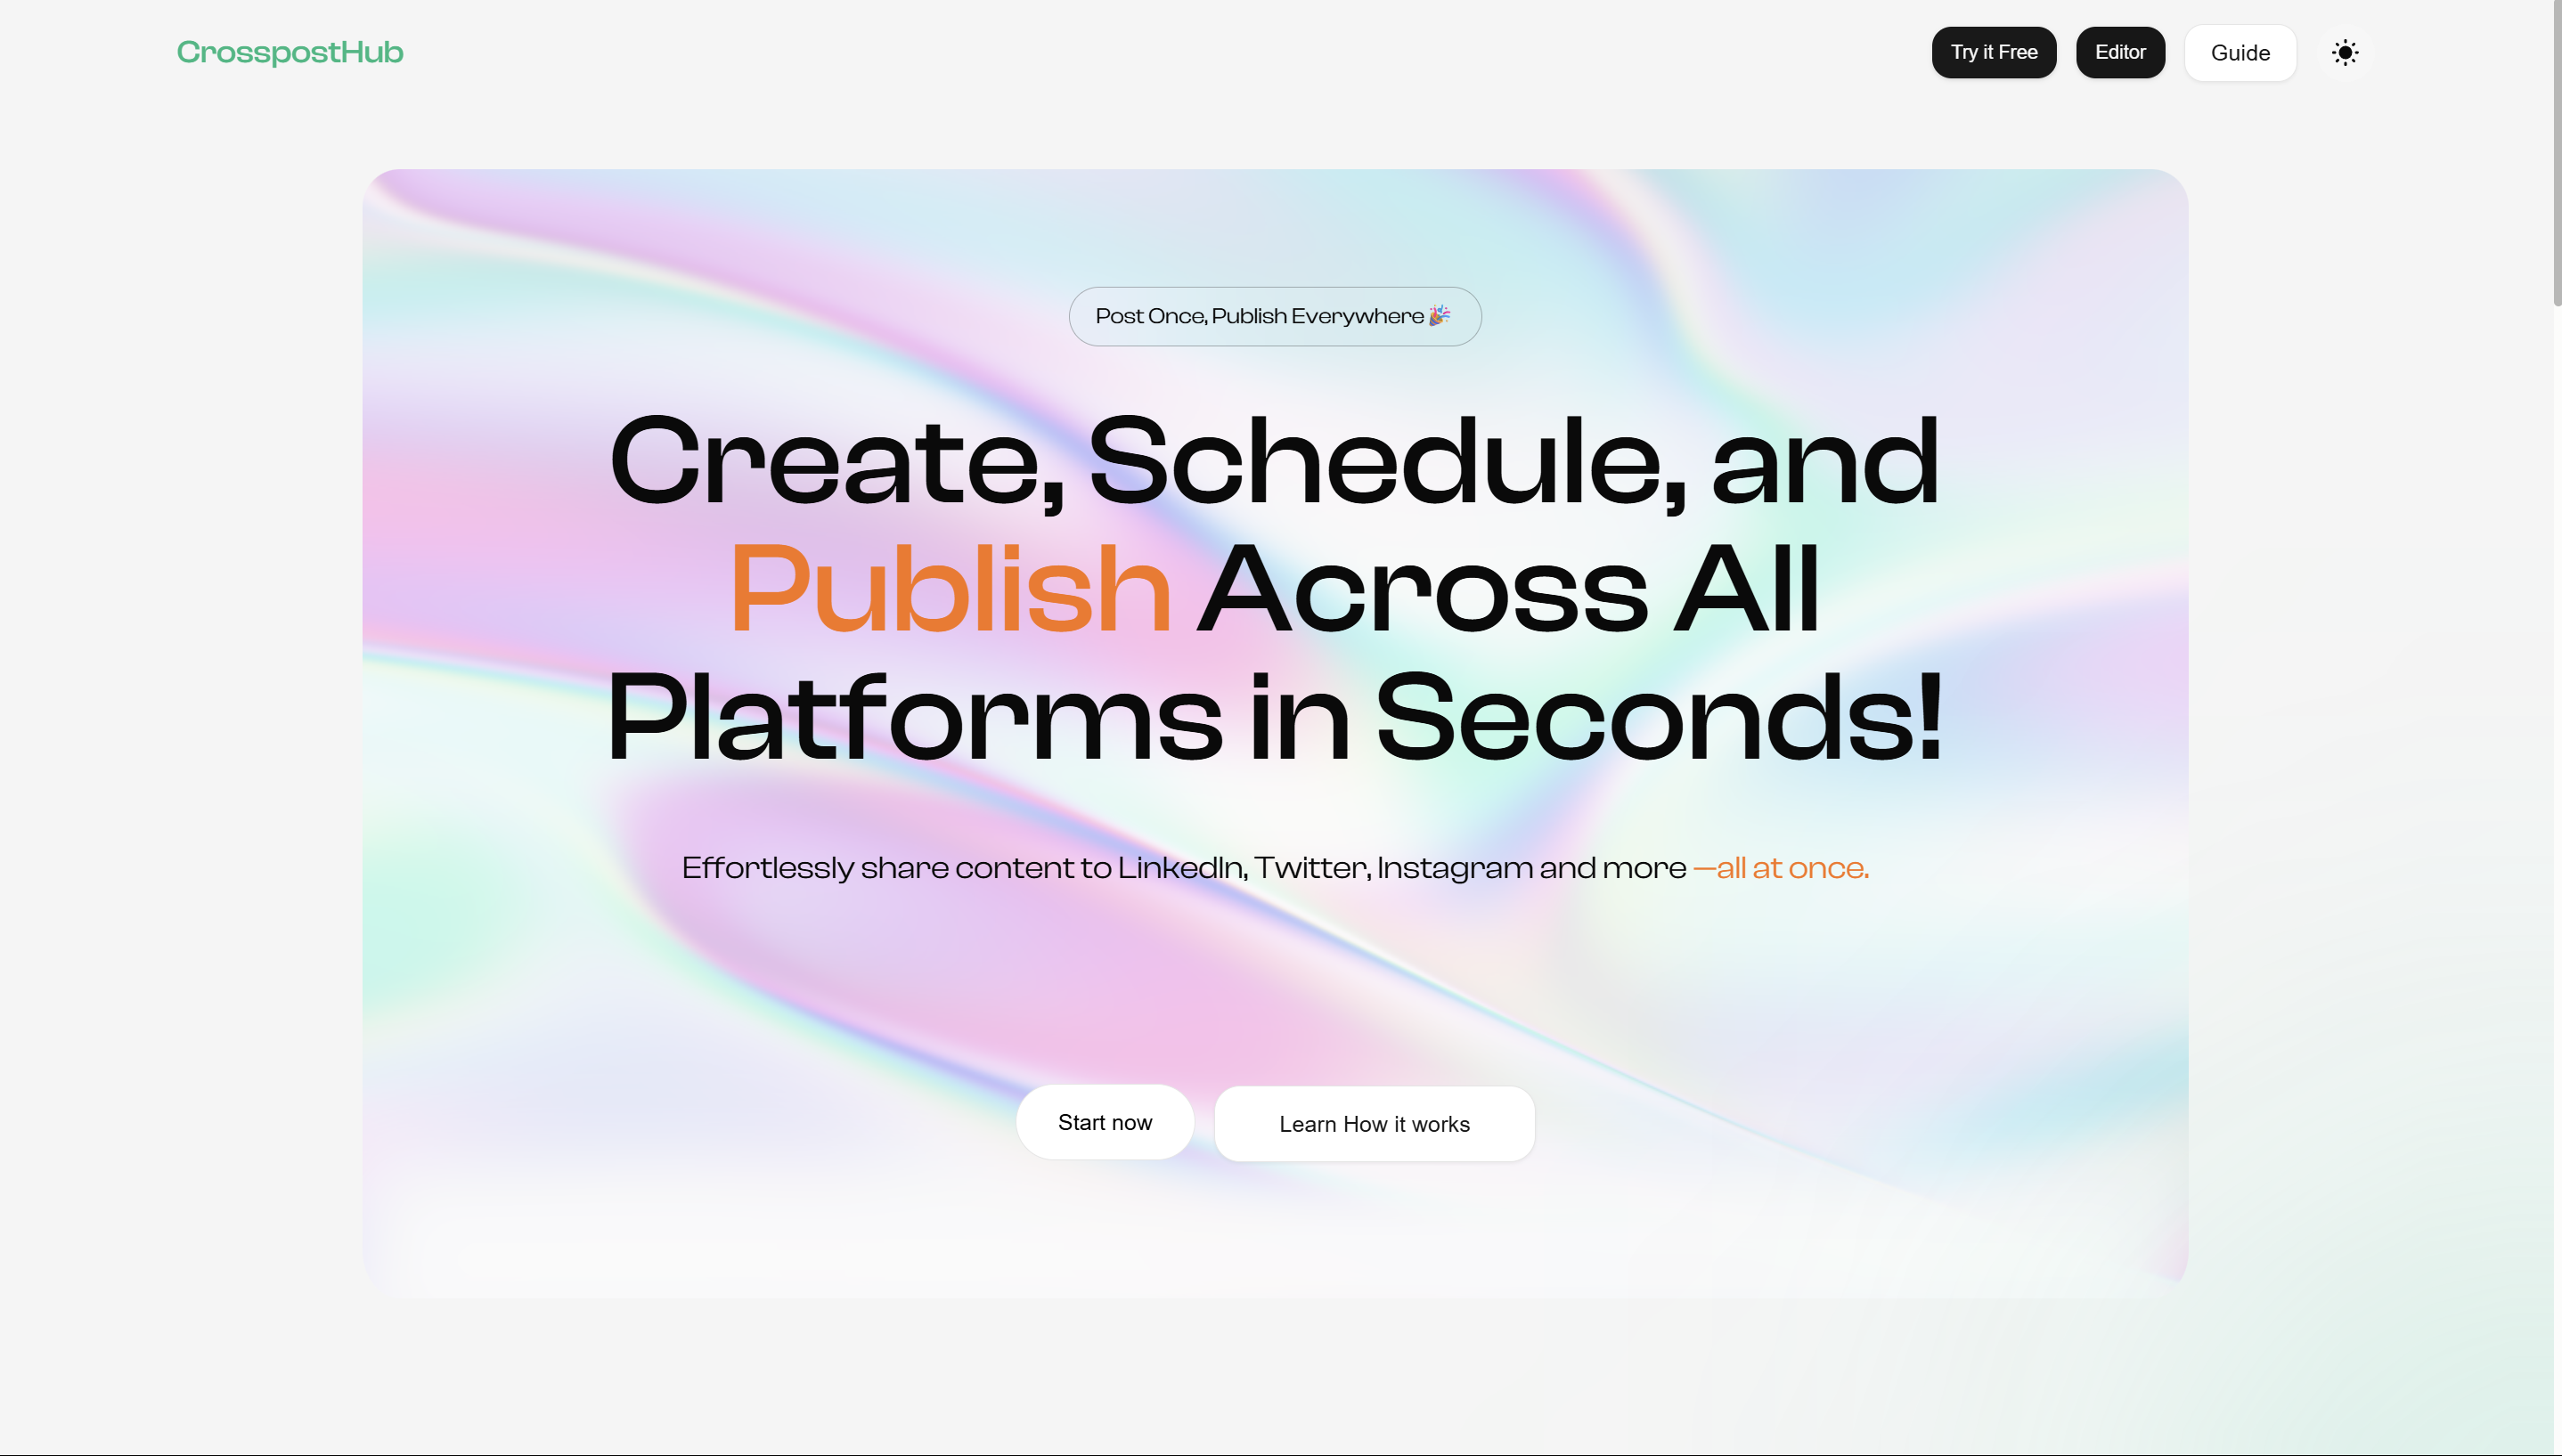 CrosspostHub
Try it Free
Editor
Guide
Post Once, Publish Everywhere 🎉
Create, Schedule, and
Publish Across All
Platforms in Seconds!
Effortlessly share content to LinkedIn, Twitter, Instagram and more —all at once.
Start now
Learn How it works